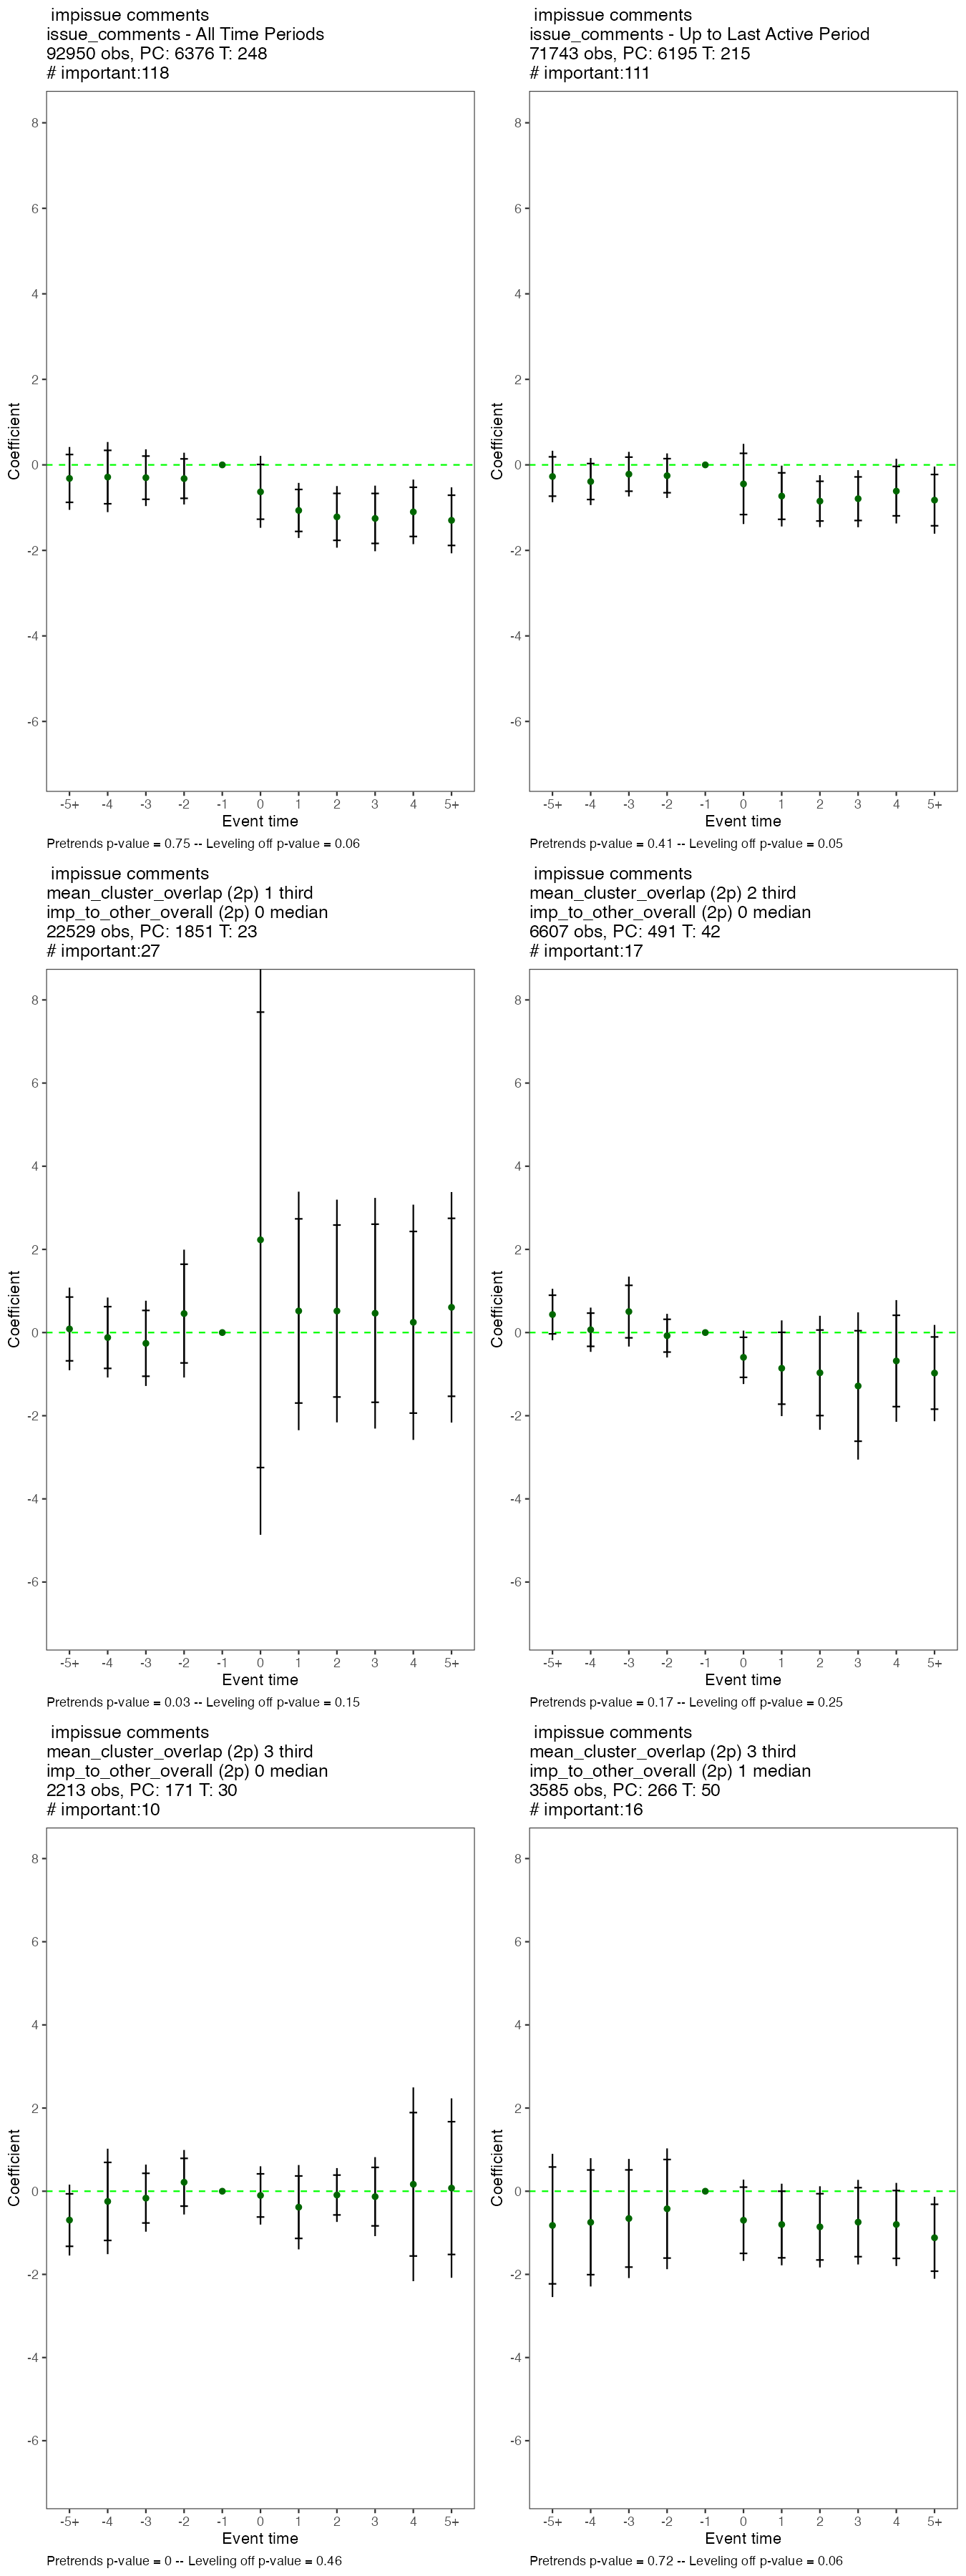 impissue comments
issue_comments - All Time Periods
92950 obs, PC: 6376 T: 248
# important:118
8
6
4
2
0
-2
-4
-6
Coefficient
-5+ -4 -3 -2 -1 0 1 2 3 4 5+
Event time
Pretrends p-value = 0.75 -- Leveling off p-value = 0.06
impissue comments
issue_comments - Up to Last Active Period
71743 obs, PC: 6195 T: 215
# important:111
8
6
4
2
0
-2
-4
-6
Coefficient
-5+ -4 -3 -2 -1 0 1 2 3 4 5+
Event time
Pretrends p-value = 0.41 -- Leveling off p-value = 0.05
impissue comments
mean_cluster_overlap (2p) 1 third
imp_to_other_overall (2p) 0 median
22529 obs, PC: 1851 T: 23
# important:27
8
6
4
2
0
-2
-4
-6
Coefficient
-5+ -4 -3 -2 -1 0 1 2 3 4 5+
Event time
Pretrends p-value = 0.03 -- Leveling off p-value = 0.15
impissue comments
mean_cluster_overlap (2p) 2 third
imp_to_other_overall (2p) 0 median
6607 obs, PC: 491 T: 42
# important:17
8
6
4
2
0
-2
-4
-6
Coefficient
-5+ -4 -3 -2 -1 0 1 2 3 4 5+
Event time
Pretrends p-value = 0.17 -- Leveling off p-value = 0.25
impissue comments
mean_cluster_overlap (2p) 3 third
imp_to_other_overall (2p) 0 median
2213 obs, PC: 171 T: 30
# important:10
8
6
4
2
0
-2
-4
-6
Coefficient
-5+ -4 -3 -2 -1 0 1 2 3 4 5+
Event time
Pretrends p-value = 0 -- Leveling off p-value = 0.46
impissue comments
mean_cluster_overlap (2p) 3 third
imp_to_other_overall (2p) 1 median
3585 obs, PC: 266 T: 50
# important:16
8
6
4
2
0
-2
-4
-6
Coefficient
-5+ -4 -3 -2 -1 0 1 2 3 4 5+
Event time
Pretrends p-value = 0.72 -- Leveling off p-value = 0.06